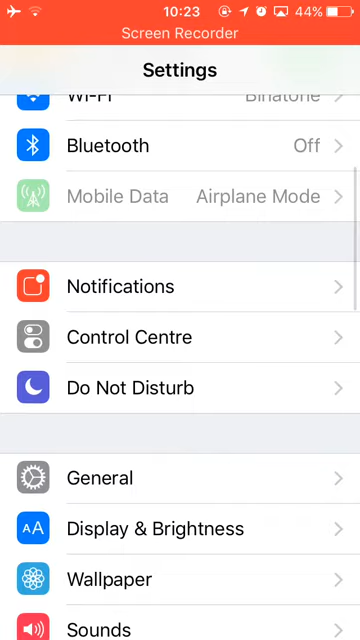 10:23
44%
Screen Recorder
Settings
Wi-Fi Binatone
Bluetooth Off
Mobile Data Airplane Mode
Notifications
Control Centre
Do Not Disturb
General
AA Display & Brightness
Wallpaper
Sounds